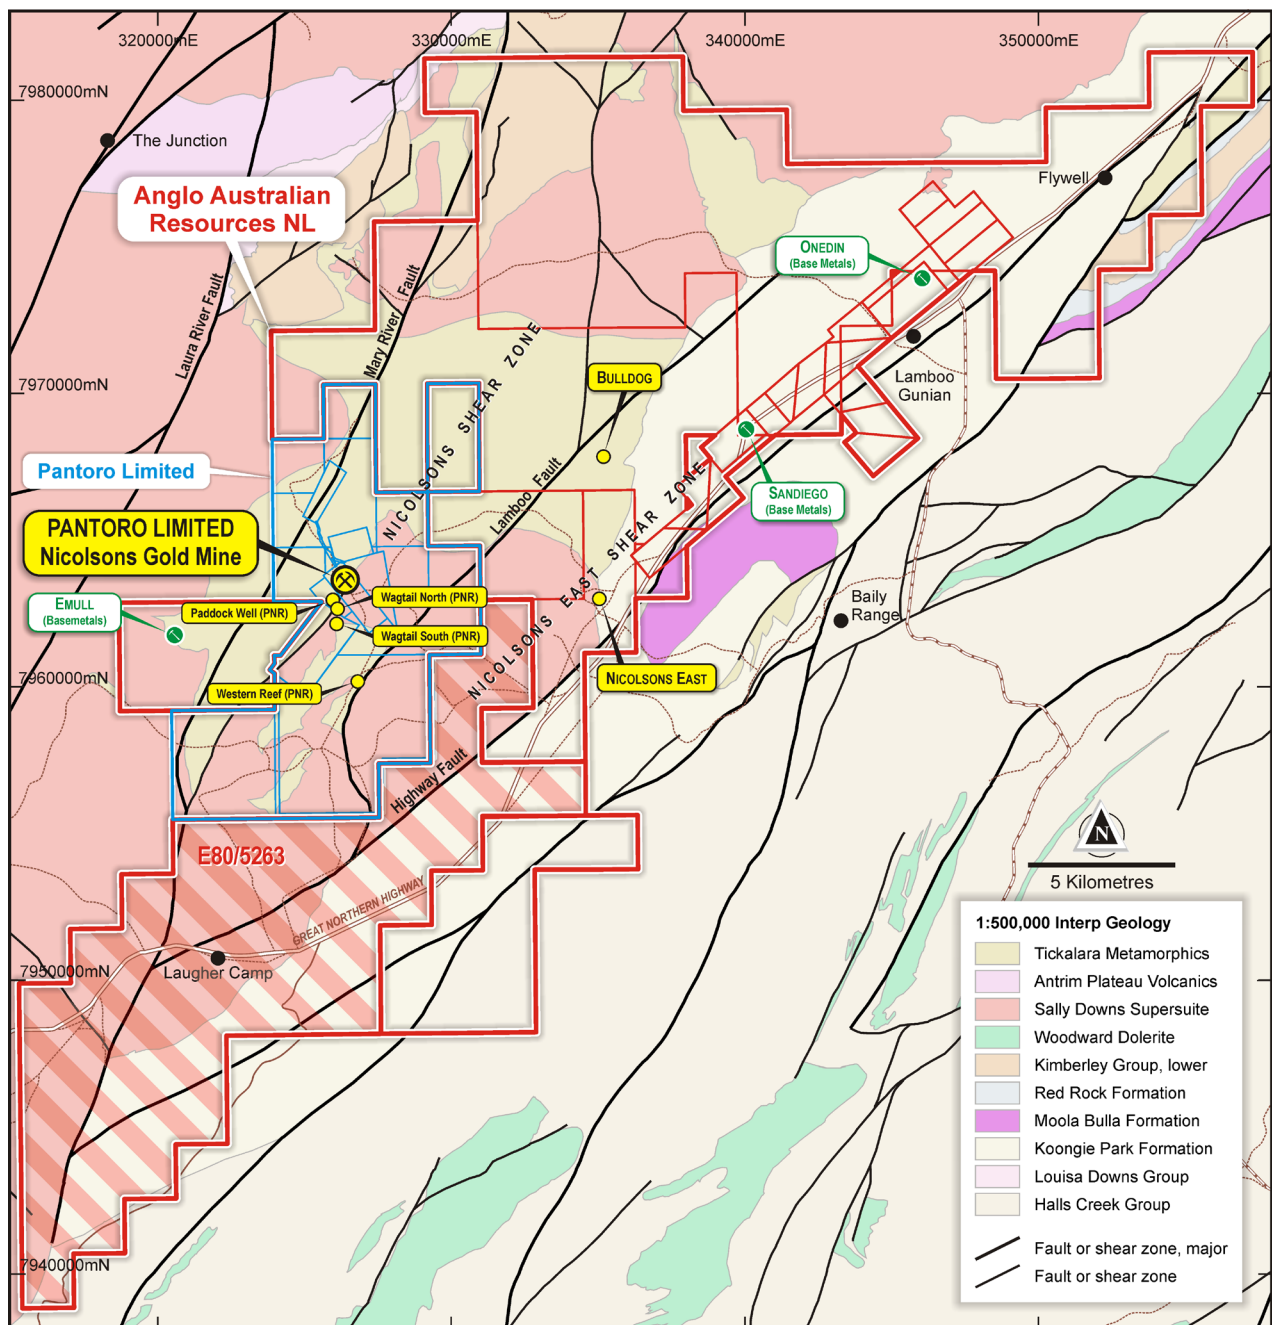 320000mE
330000mE
340000mE
350000mE
7980000mN
The Junction
Flywell
Anglo Australian
Resources NL
ONEDIN
(Base Metals)
Laura River Fault
Mary River Fault
NICOLSONS SHEAR ZONE
7970000mN
BULLDOG
Lamboo
Gunian
Pantoro Limited
Lamboo Fault
NICOLSONS EAST SHEAR ZONE
SANDIEGO
(Base Metals)
PANTORO LIMITED
Nicolsons Gold Mine
EMULL
(Basemetals)
Paddock Well (PNR)
Wagtail North (PNR)
Wagtail South (PNR)
Baily
Range
7960000mN
Western Reef (PNR)
NICOLSONS EAST
Highway Fault
E80/5263
GREAT NORTHERN HIGHWAY
N
5 Kilometres
Laugher Camp
7950000mN
7940000mN
1:500,000 Interp Geology
Tickalara Metamorphics
Antrim Plateau Volcanics
Sally Downs Supersuite
Woodward Dolerite
Kimberley Group, lower
Red Rock Formation
Moola Bulla Formation
Koongie Park Formation
Louisa Downs Group
Halls Creek Group
Fault or shear zone, major
Fault or shear zone